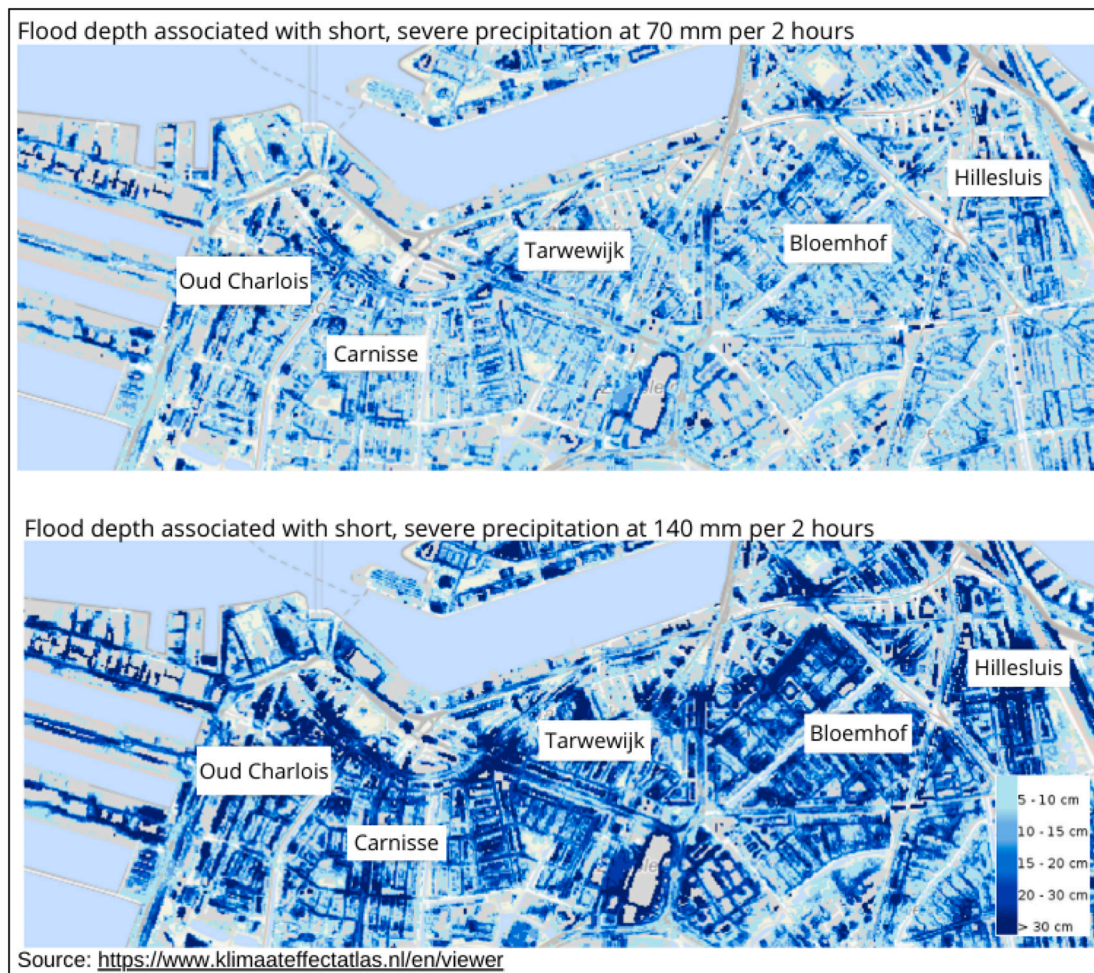 Flood depth associated with short, severe precipitation at 70 mm per 2 hours
Hillesluis
Bloemhof
Tarwewijk
Oud Charlois
Carnisse
Flood depth associated with short, severe precipitation at 140 mm per 2 hours
Hillesluis
Bloemhof
Tarwewijk
Oud Charlois
Carnisse
5 - 10 cm
10 - 15 cm
15 - 20 cm
20 - 30 cm
> 30 cm
Source: https://www.klimaateffectatlas.nl/en/viewer